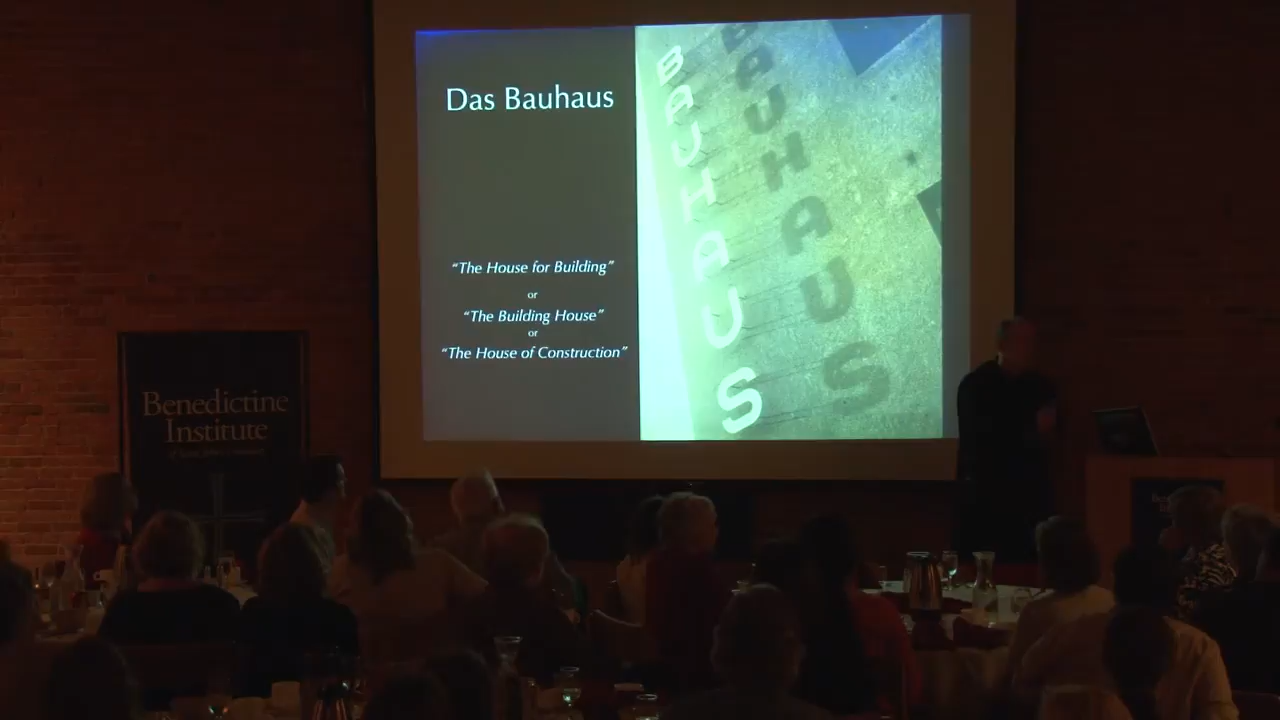 Das Bauhaus
“The House for Building”
or
“The Building House”
or
“The House of Construction”
BAUHAUS
BAUHAUS
Benedictine
Institute